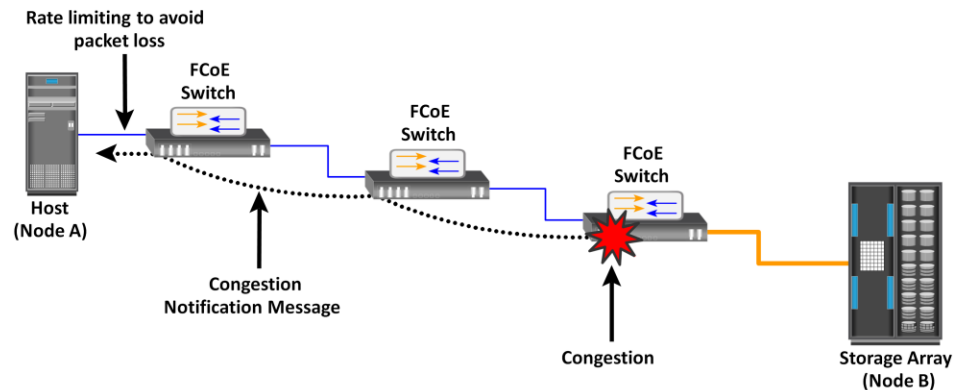 Rate limiting to avoid
packet loss
FCoE
Switch
FCoE
Switch
FCoE
Switch
Host
(Node A)
Congestion
Notification Message
Congestion
Storage Array
(Node B)